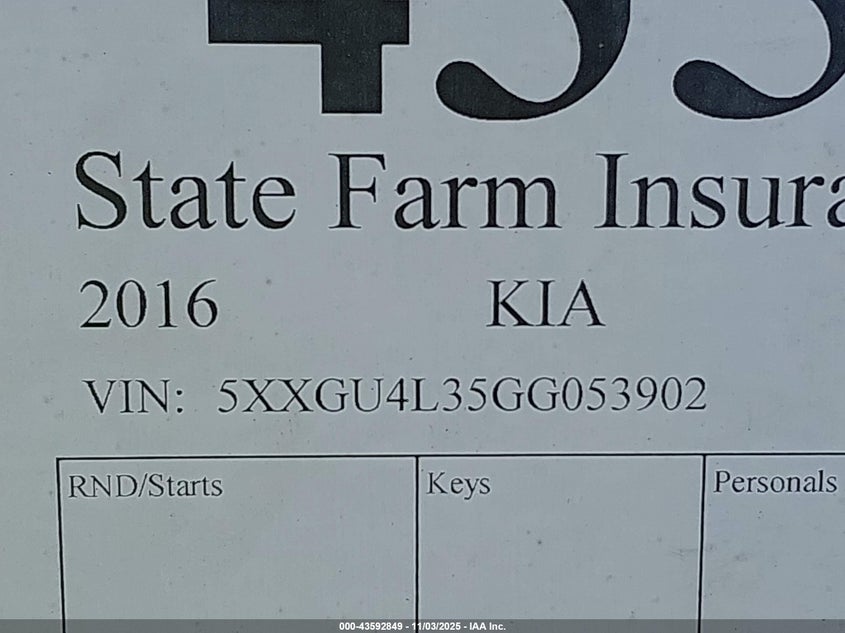 State Farm Insura
2016 KIA
VIN: 5XXGU4L35GG053902
RND/Starts Keys Personals
000-43592849 - 11/03/2025 - IAA Inc.